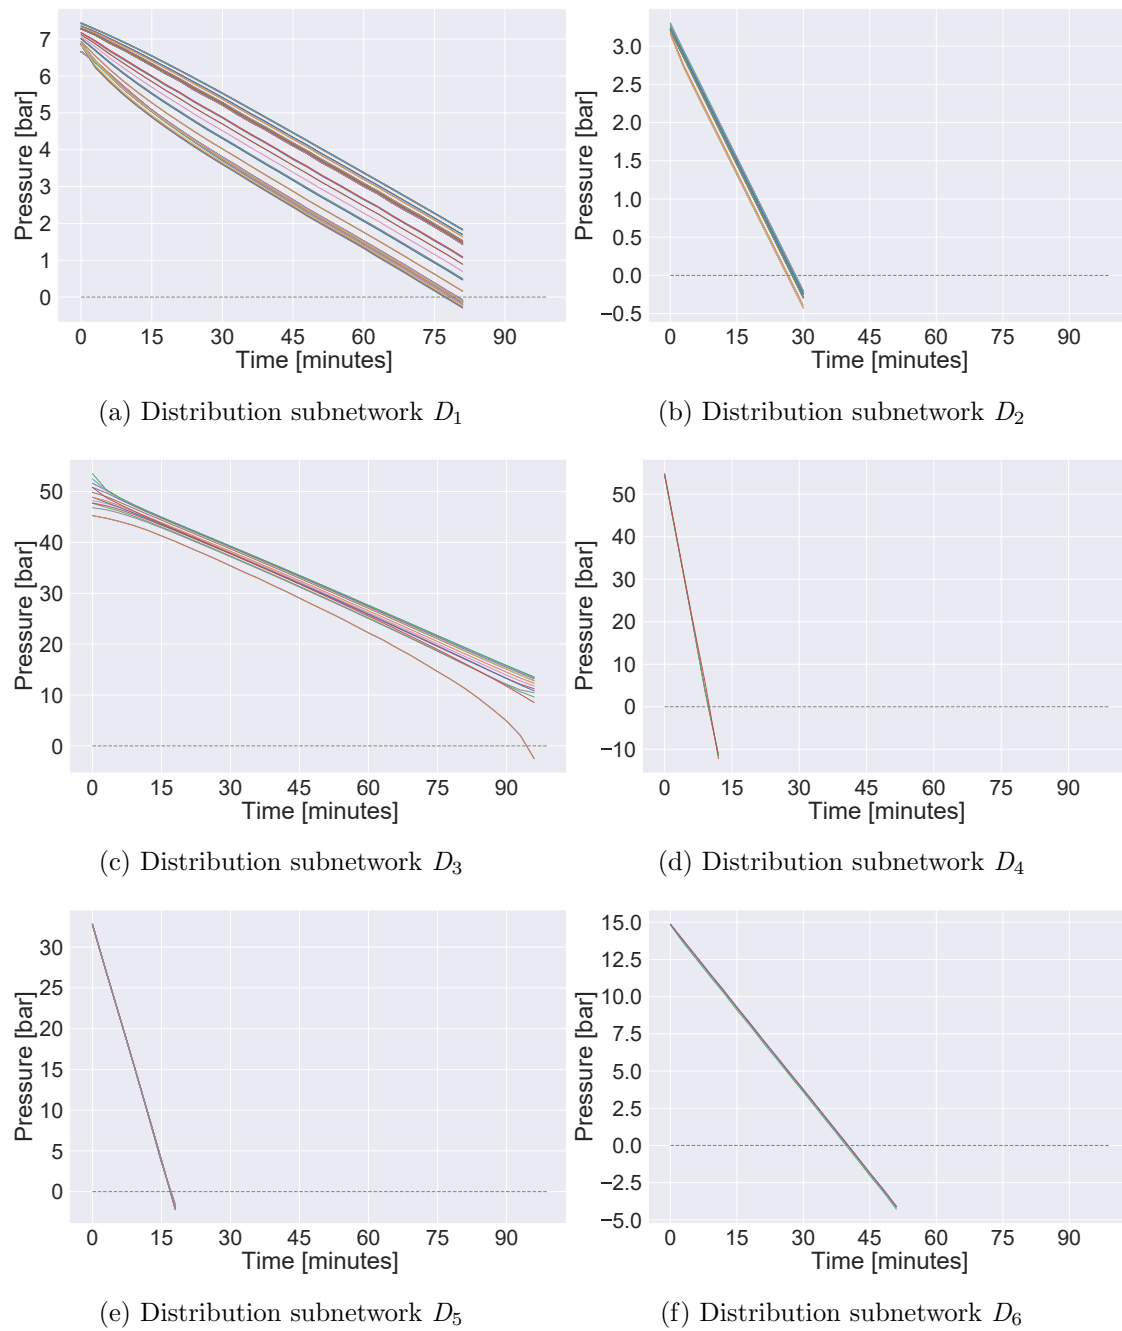 7
6
5
4
3
2
1
0
Pressure [bar]
0 15 30 45 60 75 90
Time [minutes]
(a) Distribution subnetwork D₁
3.0
2.5
2.0
1.5
1.0
0.5
0.0
−0.5
Pressure [bar]
0 15 30 45 60 75 90
Time [minutes]
(b) Distribution subnetwork D₂
50
40
30
20
10
0
Pressure [bar]
0 15 30 45 60 75 90
Time [minutes]
(c) Distribution subnetwork D₃
50
40
30
20
10
0
−10
Pressure [bar]
0 15 30 45 60 75 90
Time [minutes]
(d) Distribution subnetwork D₄
30
25
20
15
10
5
0
Pressure [bar]
0 15 30 45 60 75 90
Time [minutes]
(e) Distribution subnetwork D₅
15.0
12.5
10.0
7.5
5.0
2.5
0.0
−2.5
−5.0
Pressure [bar]
0 15 30 45 60 75 90
Time [minutes]
(f) Distribution subnetwork D₆